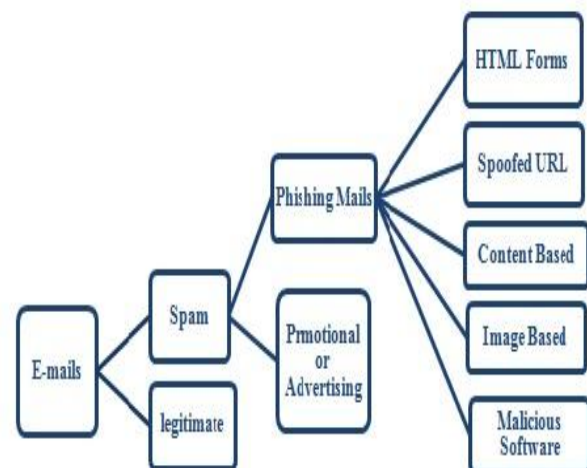 E-mails
Spam
legitimate
Phishing Mails
Prmotional
or
Advertising
HTML Forms
Spoofed URL
Content Based
Image Based
Malicious
Software